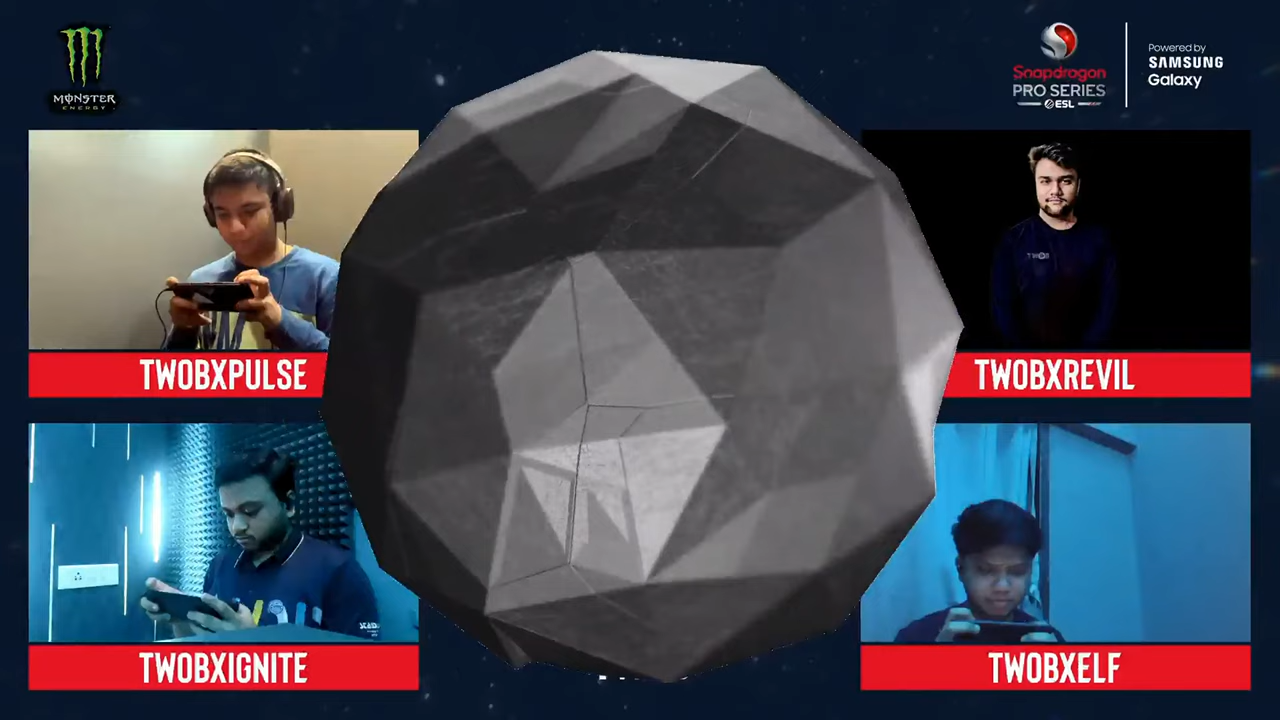 MONSTER
ENERGY
Snapdragon
PRO SERIES
ESL
Powered by
SAMSUNG
Galaxy
TWOBXPULSE
TWOBXREVIL
TWOBXIGNITE
TWOBXELF